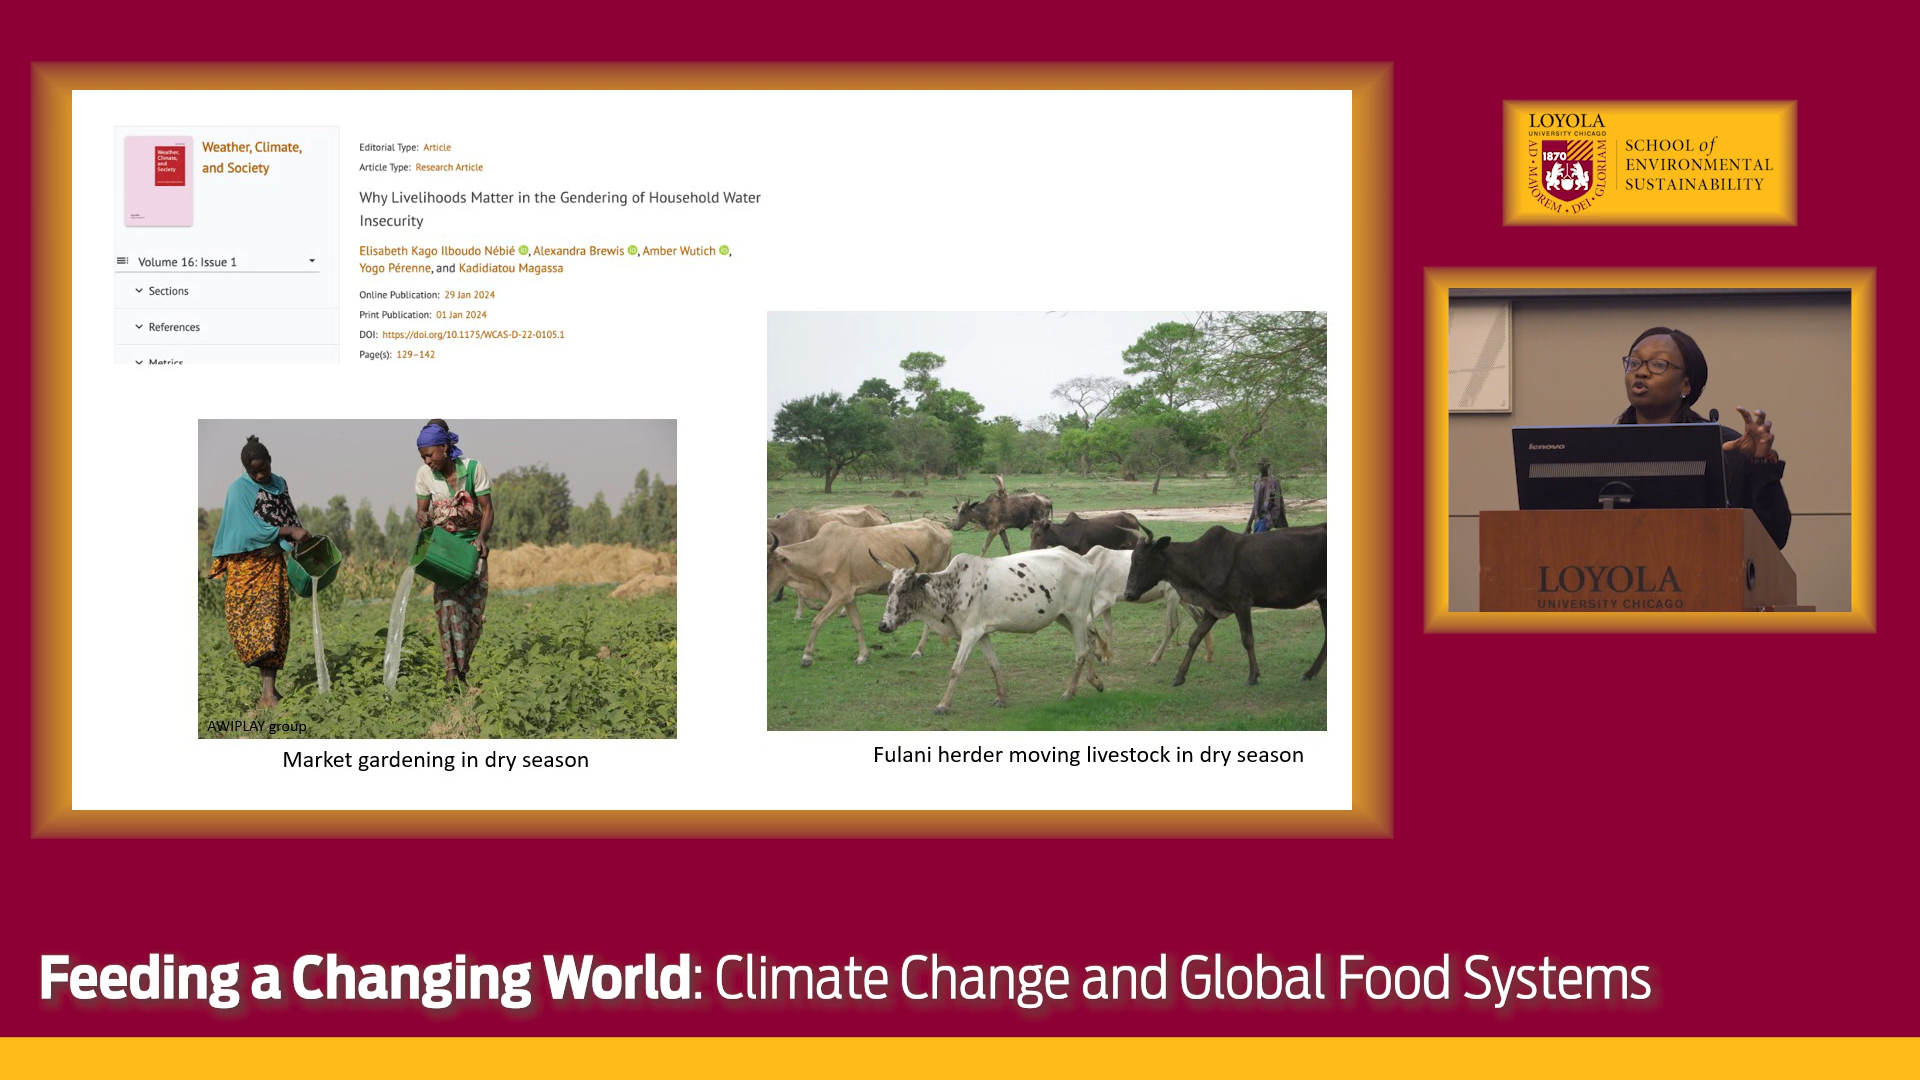 Weather, Climate,
and Society
Weather,
Climate,
and
Society
Volume 16: Issue 1
Sections
References
Metrics
Editorial Type: Article
Article Type: Research Article
Why Livelihoods Matter in the Gendering of Household Water
Insecurity
Elisabeth Kago Ilboudo Nébié, Alexandra Brewis, Amber Wutich,
Yogo Pérenne, and Kadidiatou Magassa
Online Publication: 29 Jan 2024
Print Publication: 01 Jan 2024
DOI: https://doi.org/10.1175/WCAS-D-22-0105.1
Page(s): 129–142
AWIPLAY group
Market gardening in dry season
Fulani herder moving livestock in dry season
LOYOLA
UNIVERSITY CHICAGO
1870
AD • MAIOREM • DEI • GLORIAM
SCHOOL of
ENVIRONMENTAL
SUSTAINABILITY
lenovo
LOYOLA
UNIVERSITY CHICAGO
Feeding a Changing World: Climate Change and Global Food Systems